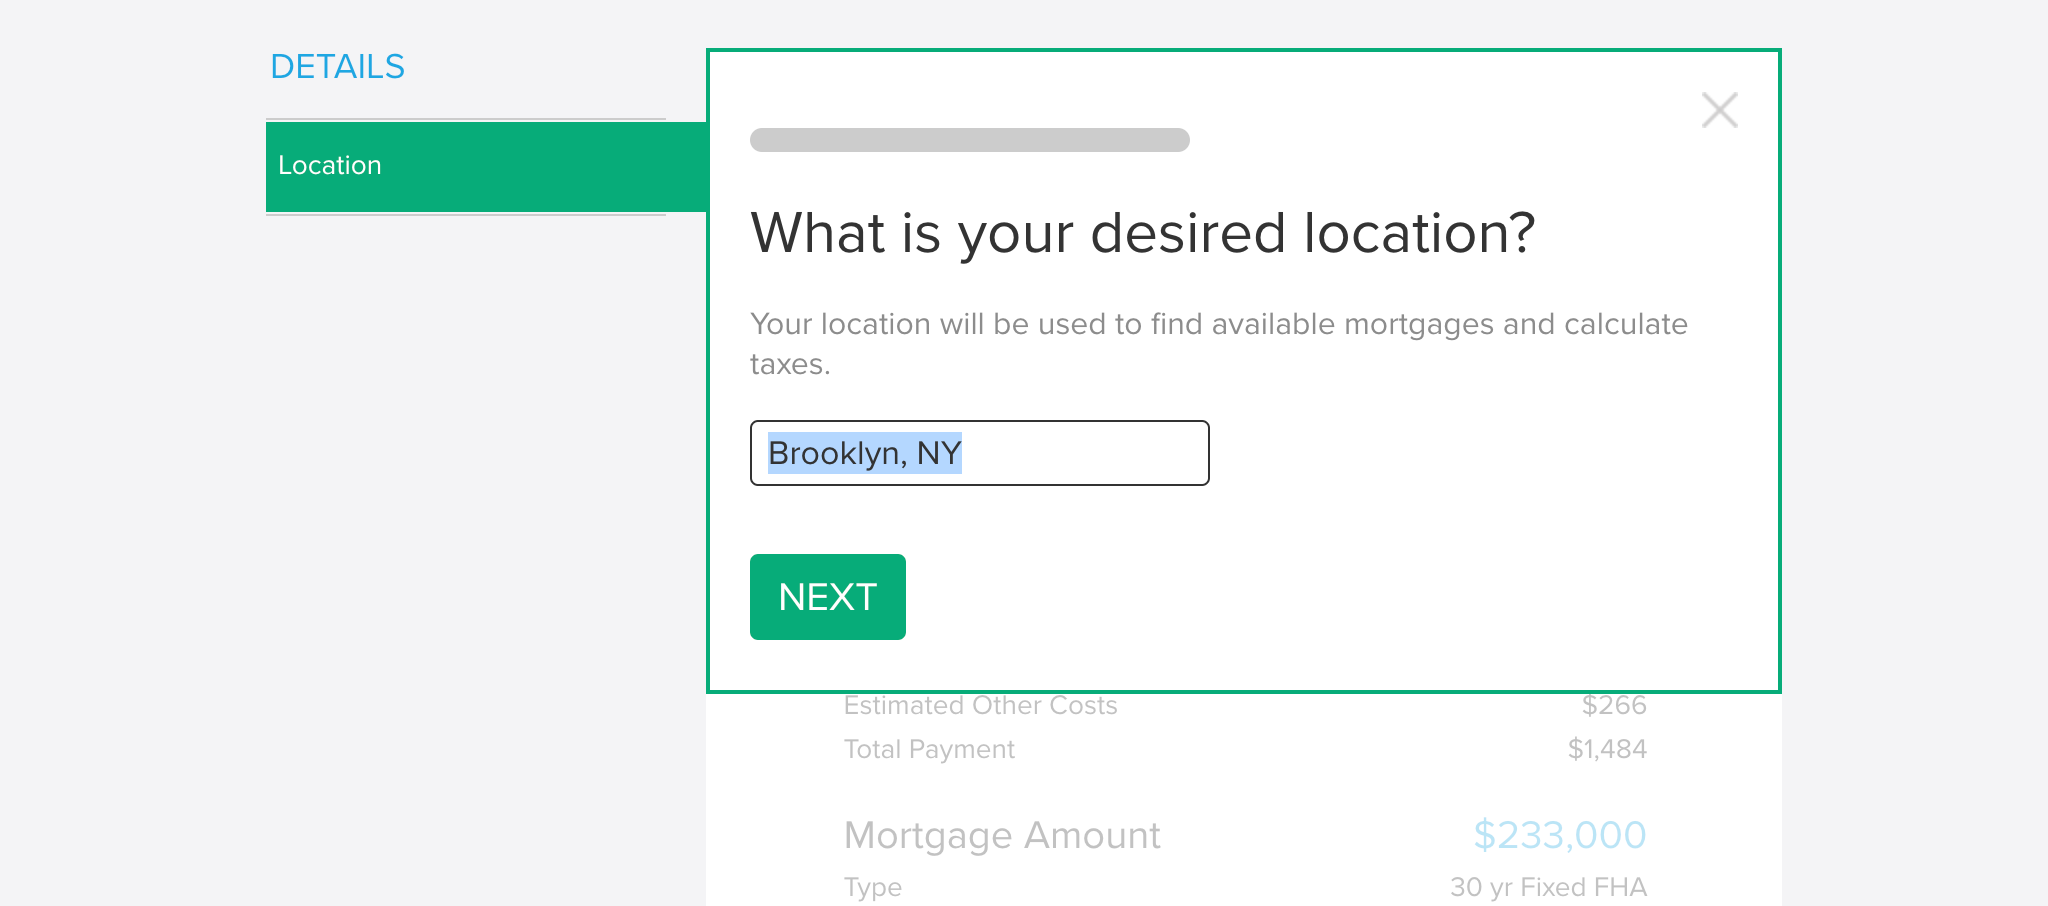 DETAILS
Location
What is your desired location?
Your location will be used to find available mortgages and calculate
taxes.
Brooklyn, NY
NEXT
Estimated Other Costs $266
Total Payment $1,484
Mortgage Amount $233,000
Type 30 yr Fixed FHA